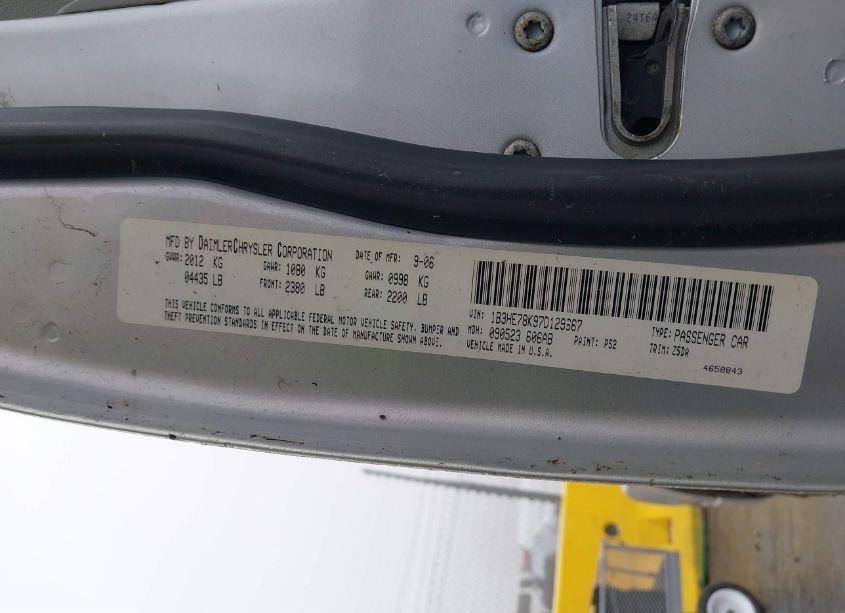 2416A
MFD BY DAIMLERCHRYSLER CORPORATION DATE OF MFR: 9-06
GVWR: 2012 KG GAWR: 1080 KG GAWR: 0998 KG
04435 LB FRONT: 2380 LB REAR: 2200 LB
THIS VEHICLE CONFORMS TO ALL APPLICABLE FEDERAL MOTOR VEHICLE SAFETY, BUMPER AND
THEFT PREVENTION STANDARDS IN EFFECT ON THE DATE OF MANUFACTURE SHOWN ABOVE.
VIN: 1B3HE78K97D129667 TYPE: PASSENGER CAR
MDH: 090523 606AB PAINT: PS2 TRIM: Z5DA
VEHICLE MADE IN U.S.A.
4658843